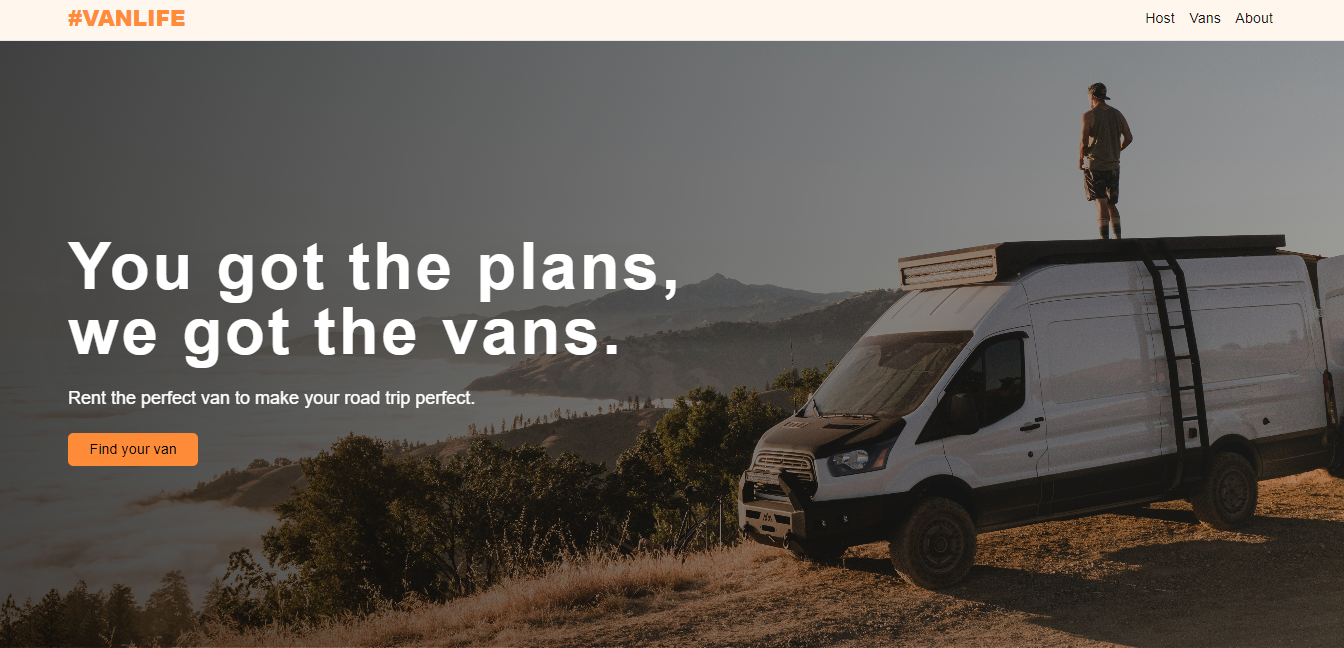 #VANLIFE
Host Vans About
You got the plans,
we got the vans.
Rent the perfect van to make your road trip perfect.
Find your van